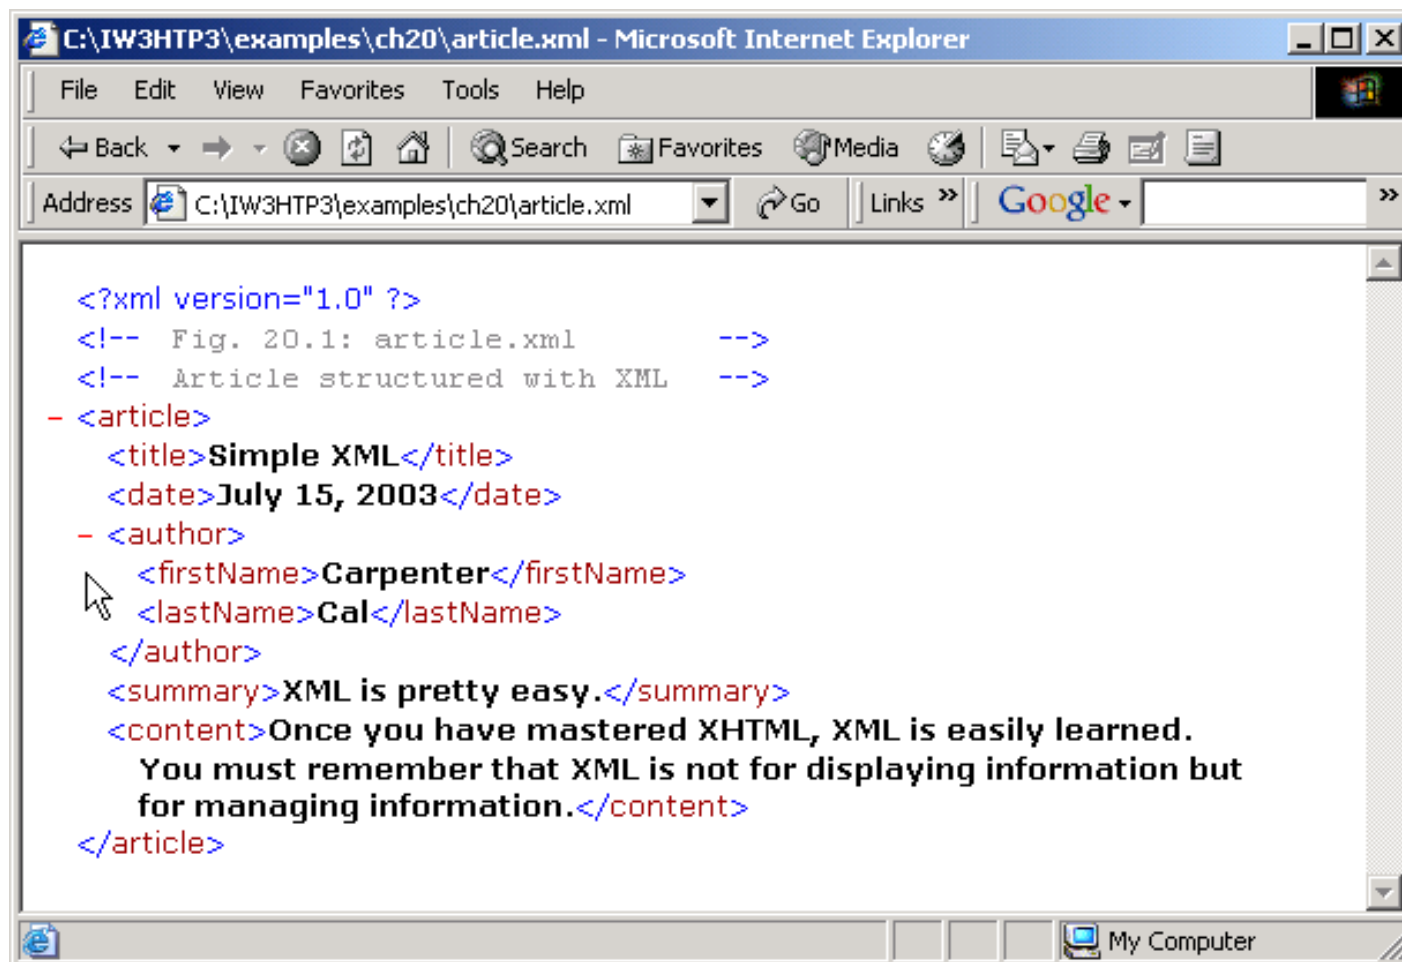 C:\IW3HTP3\examples\ch20\article.xml - Microsoft Internet Explorer
File Edit View Favorites Tools Help
Back Search Favorites Media
Address C:\IW3HTP3\examples\ch20\article.xml Go Links » Google »
<?xml version="1.0" ?>
<!-- Fig. 20.1: article.xml -->
<!-- Article structured with XML -->
- <article>
<title>Simple XML</title>
<date>July 15, 2003</date>
- <author>
<firstName>Carpenter</firstName>
<lastName>Cal</lastName>
</author>
<summary>XML is pretty easy.</summary>
<content>Once you have mastered XHTML, XML is easily learned.
You must remember that XML is not for displaying information but
for managing information.</content>
</article>
My Computer